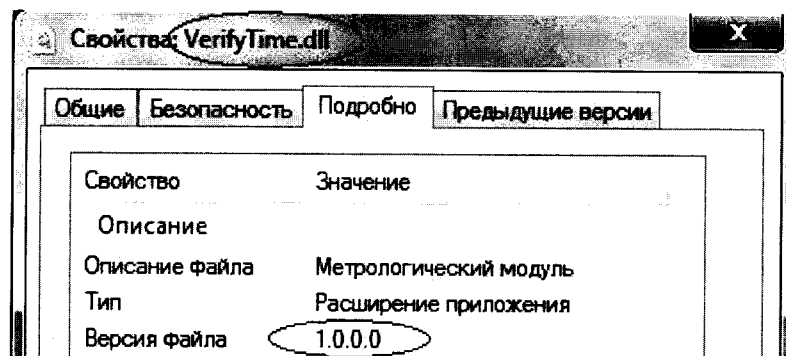 Свойства: VerifyTime.dll
X
Общие Безопасность Подробно Предыдущие версии
Свойство Значение
Описание
Описание файла Метрологический модуль
Тип Расширение приложения
Версия файла 1.0.0.0